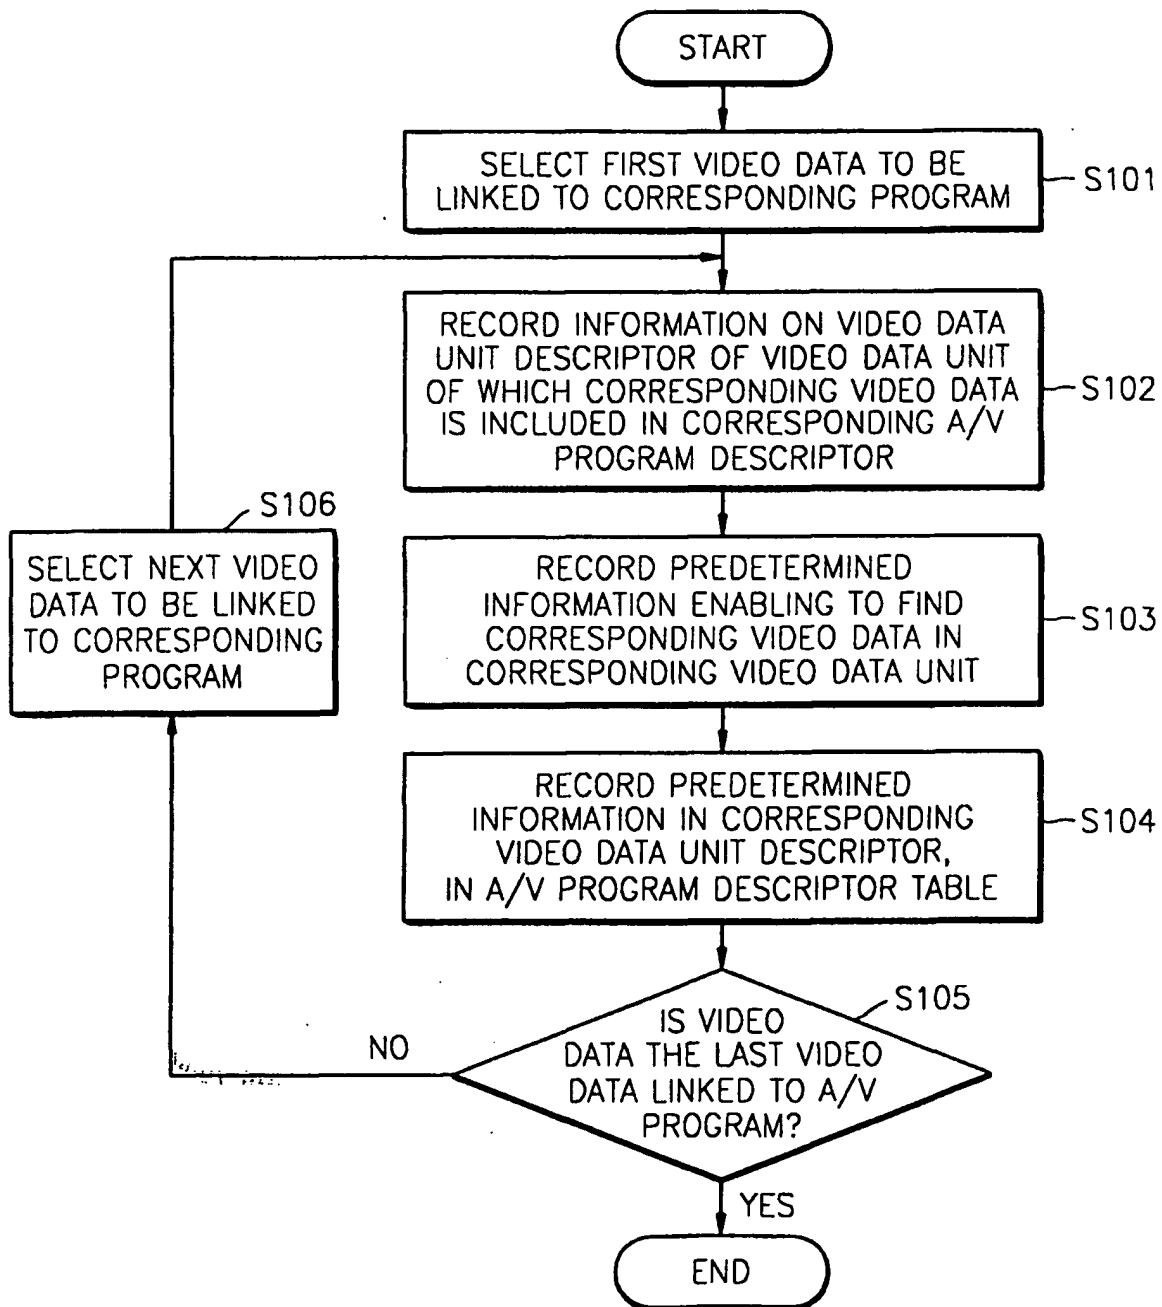 START
SELECT FIRST VIDEO DATA TO BE
LINKED TO CORRESPONDING PROGRAM
S101
RECORD INFORMATION ON VIDEO DATA
UNIT DESCRIPTOR OF VIDEO DATA UNIT
OF WHICH CORRESPONDING VIDEO DATA
IS INCLUDED IN CORRESPONDING A/V
PROGRAM DESCRIPTOR
S102
S106
SELECT NEXT VIDEO
DATA TO BE LINKED
TO CORRESPONDING
PROGRAM
RECORD PREDETERMINED
INFORMATION ENABLING TO FIND
CORRESPONDING VIDEO DATA IN
CORRESPONDING VIDEO DATA UNIT
S103
RECORD PREDETERMINED
INFORMATION IN CORRESPONDING
VIDEO DATA UNIT DESCRIPTOR,
IN A/V PROGRAM DESCRIPTOR TABLE
S104
S105
IS VIDEO
DATA THE LAST VIDEO
DATA LINKED TO A/V
PROGRAM?
NO
YES
END